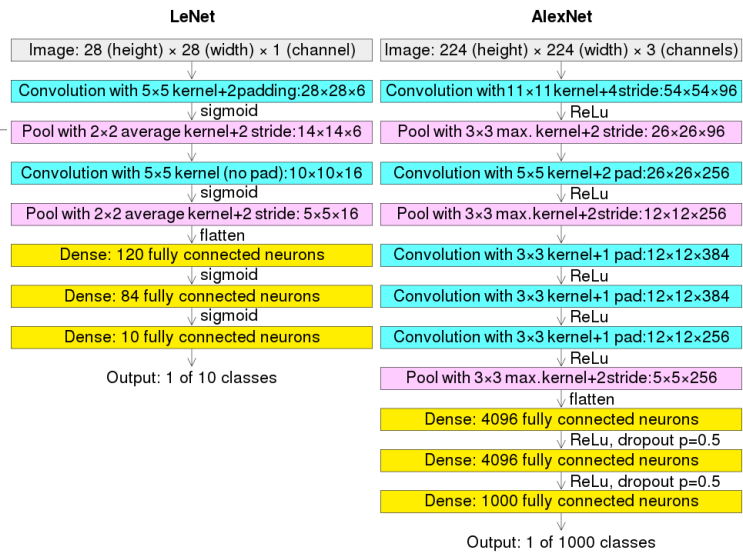 LeNet
Image: 28 (height) × 28 (width) × 1 (channel)
Convolution with 5×5 kernel+2padding:28×28×6
sigmoid
Pool with 2×2 average kernel+2 stride:14×14×6
Convolution with 5×5 kernel (no pad):10×10×16
sigmoid
Pool with 2×2 average kernel+2 stride: 5×5×16
flatten
Dense: 120 fully connected neurons
sigmoid
Dense: 84 fully connected neurons
sigmoid
Dense: 10 fully connected neurons
Output: 1 of 10 classes
AlexNet
Image: 224 (height) × 224 (width) × 3 (channels)
Convolution with11×11 kernel+4stride:54×54×96
ReLu
Pool with 3×3 max. kernel+2 stride: 26×26×96
Convolution with 5×5 kernel+2 pad:26×26×256
ReLu
Pool with 3×3 max.kernel+2stride:12×12×256
Convolution with 3×3 kernel+1 pad:12×12×384
ReLu
Convolution with 3×3 kernel+1 pad:12×12×384
ReLu
Convolution with 3×3 kernel+1 pad:12×12×256
ReLu
Pool with 3×3 max.kernel+2stride:5×5×256
flatten
Dense: 4096 fully connected neurons
ReLu, dropout p=0.5
Dense: 4096 fully connected neurons
ReLu, dropout p=0.5
Dense: 1000 fully connected neurons
Output: 1 of 1000 classes